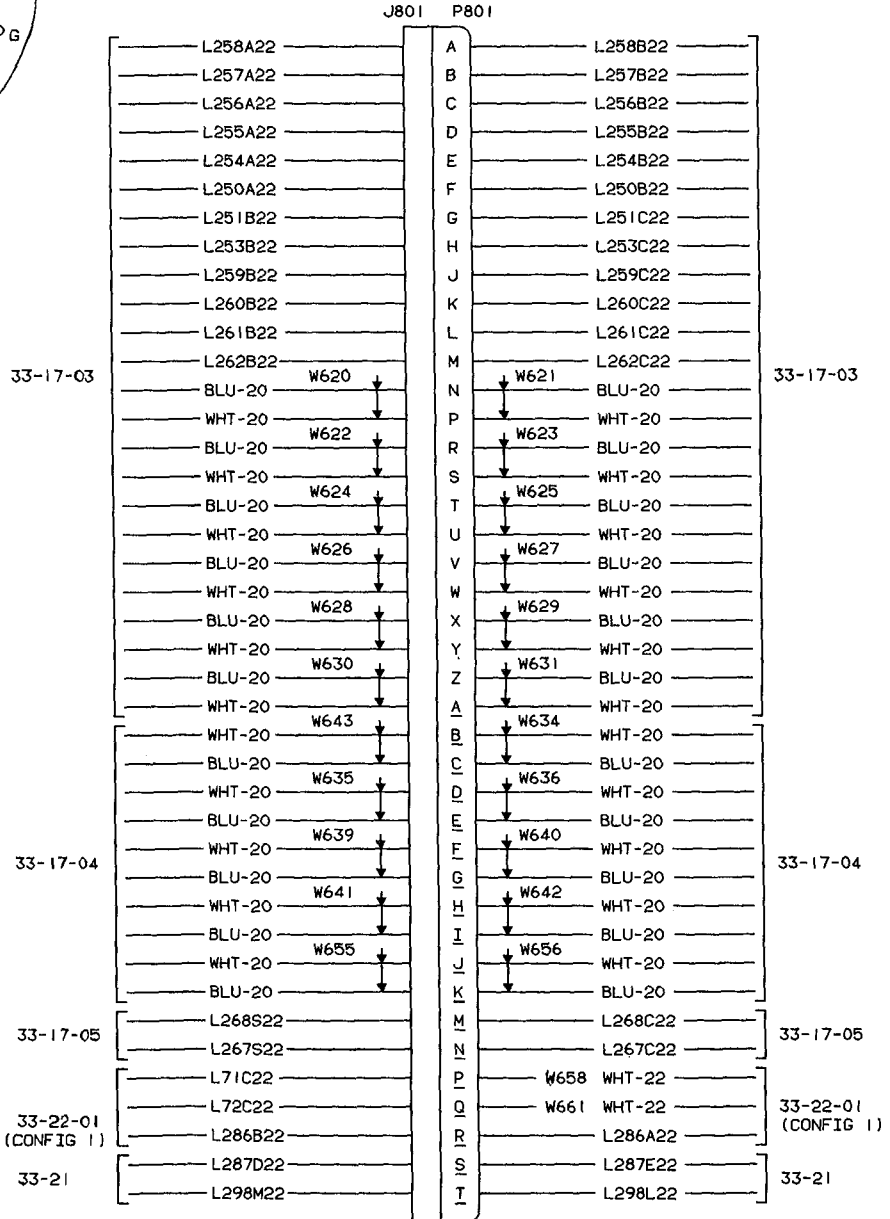 J801 P801
G
L258A22 A L258B22
L257A22 B L257B22
L256A22 C L256B22
L255A22 D L255B22
L254A22 E L254B22
L250A22 F L250B22
L251B22 G L251C22
L253B22 H L253C22
L259B22 J L259C22
L260B22 K L260C22
L261B22 L L261C22
L262B22 M L262C22
33-17-03 W620 W621 33-17-03
BLU-20 N BLU-20
WHT-20 P WHT-20
W622 W623
BLU-20 R BLU-20
WHT-20 S WHT-20
W624 W625
BLU-20 T BLU-20
WHT-20 U WHT-20
W626 W627
BLU-20 V BLU-20
WHT-20 W WHT-20
W628 W629
BLU-20 X BLU-20
WHT-20 Y WHT-20
W630 W631
BLU-20 Z BLU-20
WHT-20 A WHT-20
W643 W634
WHT-20 B WHT-20
BLU-20 C BLU-20
W635 W636
WHT-20 D WHT-20
BLU-20 E BLU-20
W639 W640
WHT-20 F WHT-20
33-17-04 33-17-04
BLU-20 G BLU-20
W641 W642
WHT-20 H WHT-20
BLU-20 I BLU-20
W655 W656
WHT-20 J WHT-20
BLU-20 K BLU-20
L268S22 M L268C22
33-17-05 33-17-05
L267S22 N L267C22
L71C22 P W658 WHT-22
L72C22 Q W661 WHT-22
33-22-01 33-22-01
(CONFIG 1) (CONFIG 1)
L286B22 R L286A22
L287D22 S L287E22
33-21 33-21
L298M22 T L298L22